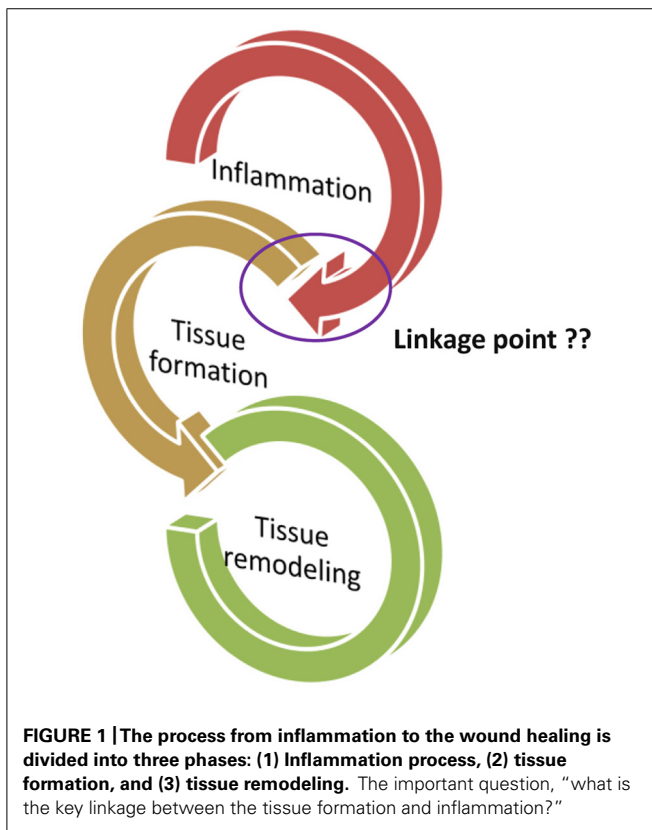 Inflammation
Linkage point ??
Tissue
formation
Tissue
remodeling
FIGURE 1 | The process from inflammation to the wound healing is
divided into three phases: (1) Inflammation process, (2) tissue
formation, and (3) tissue remodeling. The important question, “what is
the key linkage between the tissue formation and inflammation?”